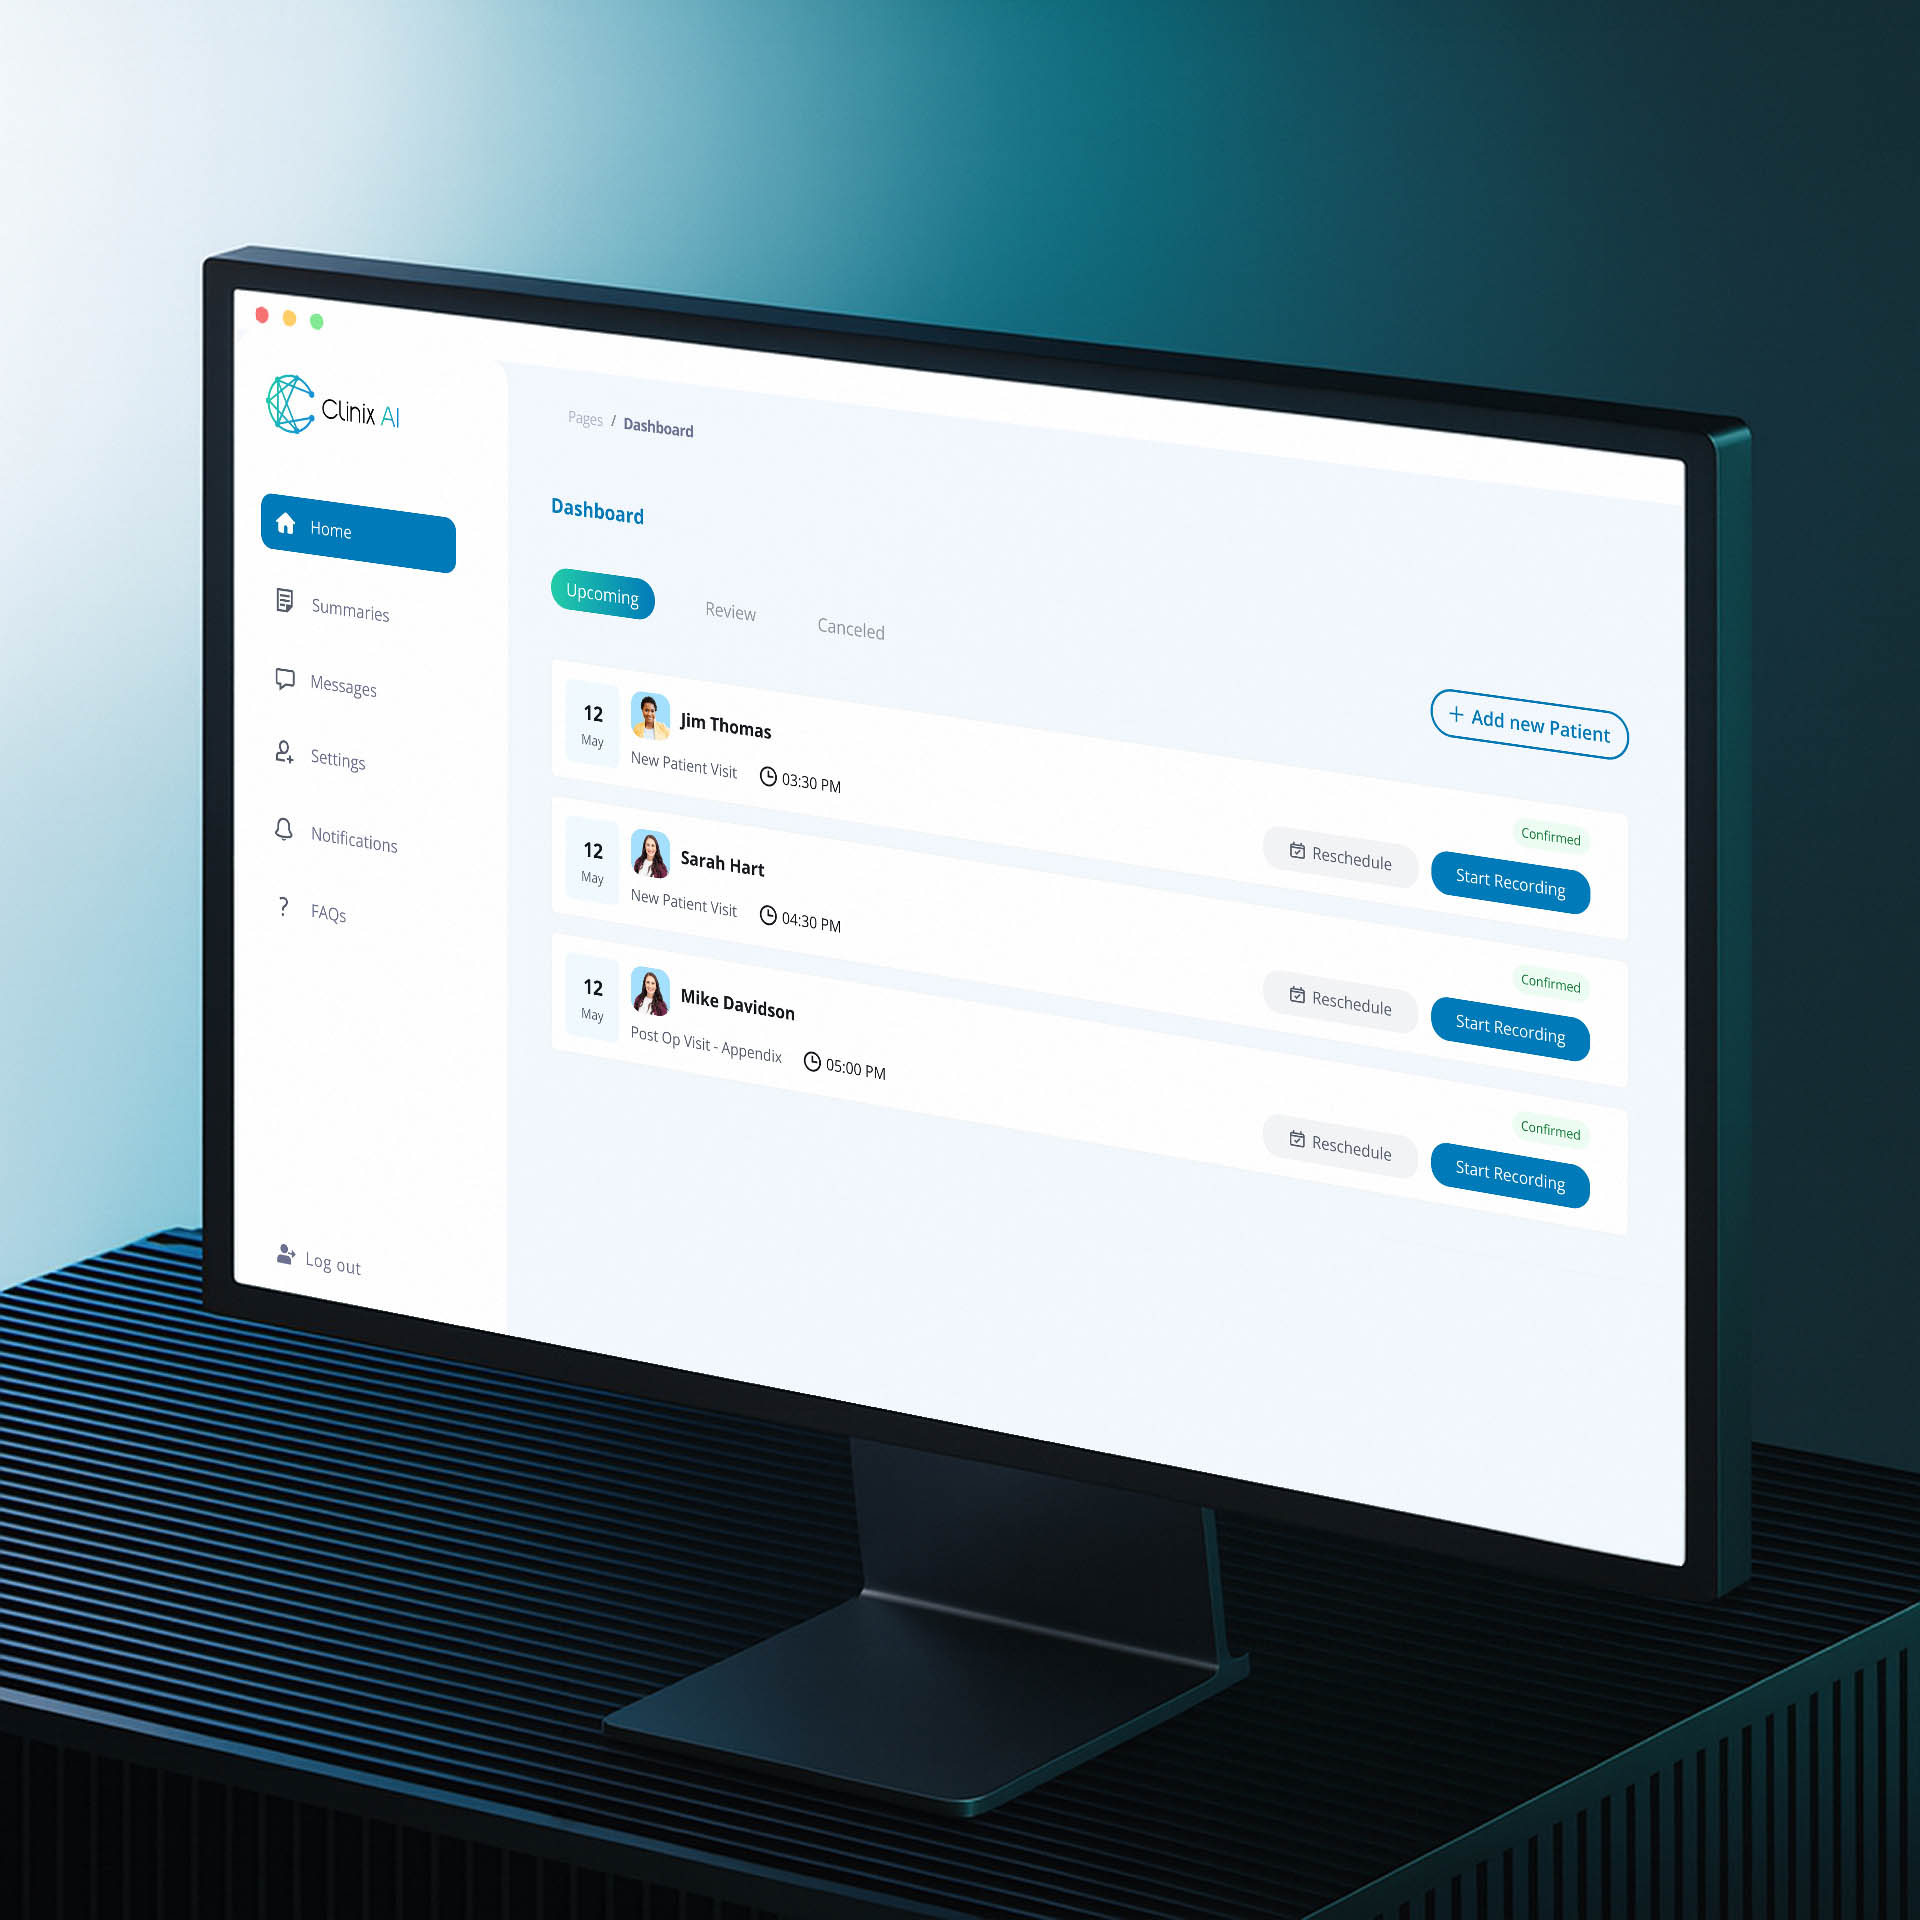 Clinix AI
Home
Summaries
Messages
Settings
Notifications
? FAQs
Log out
Pages / Dashboard
Dashboard
Upcoming
Review
Canceled
+ Add new Patient
12
May
Jim Thomas
New Patient Visit
03:30 PM
Confirmed
Reschedule
Start Recording
12
May
Sarah Hart
New Patient Visit
04:30 PM
Confirmed
Reschedule
Start Recording
12
May
Mike Davidson
Post Op Visit - Appendix
05:00 PM
Confirmed
Reschedule
Start Recording